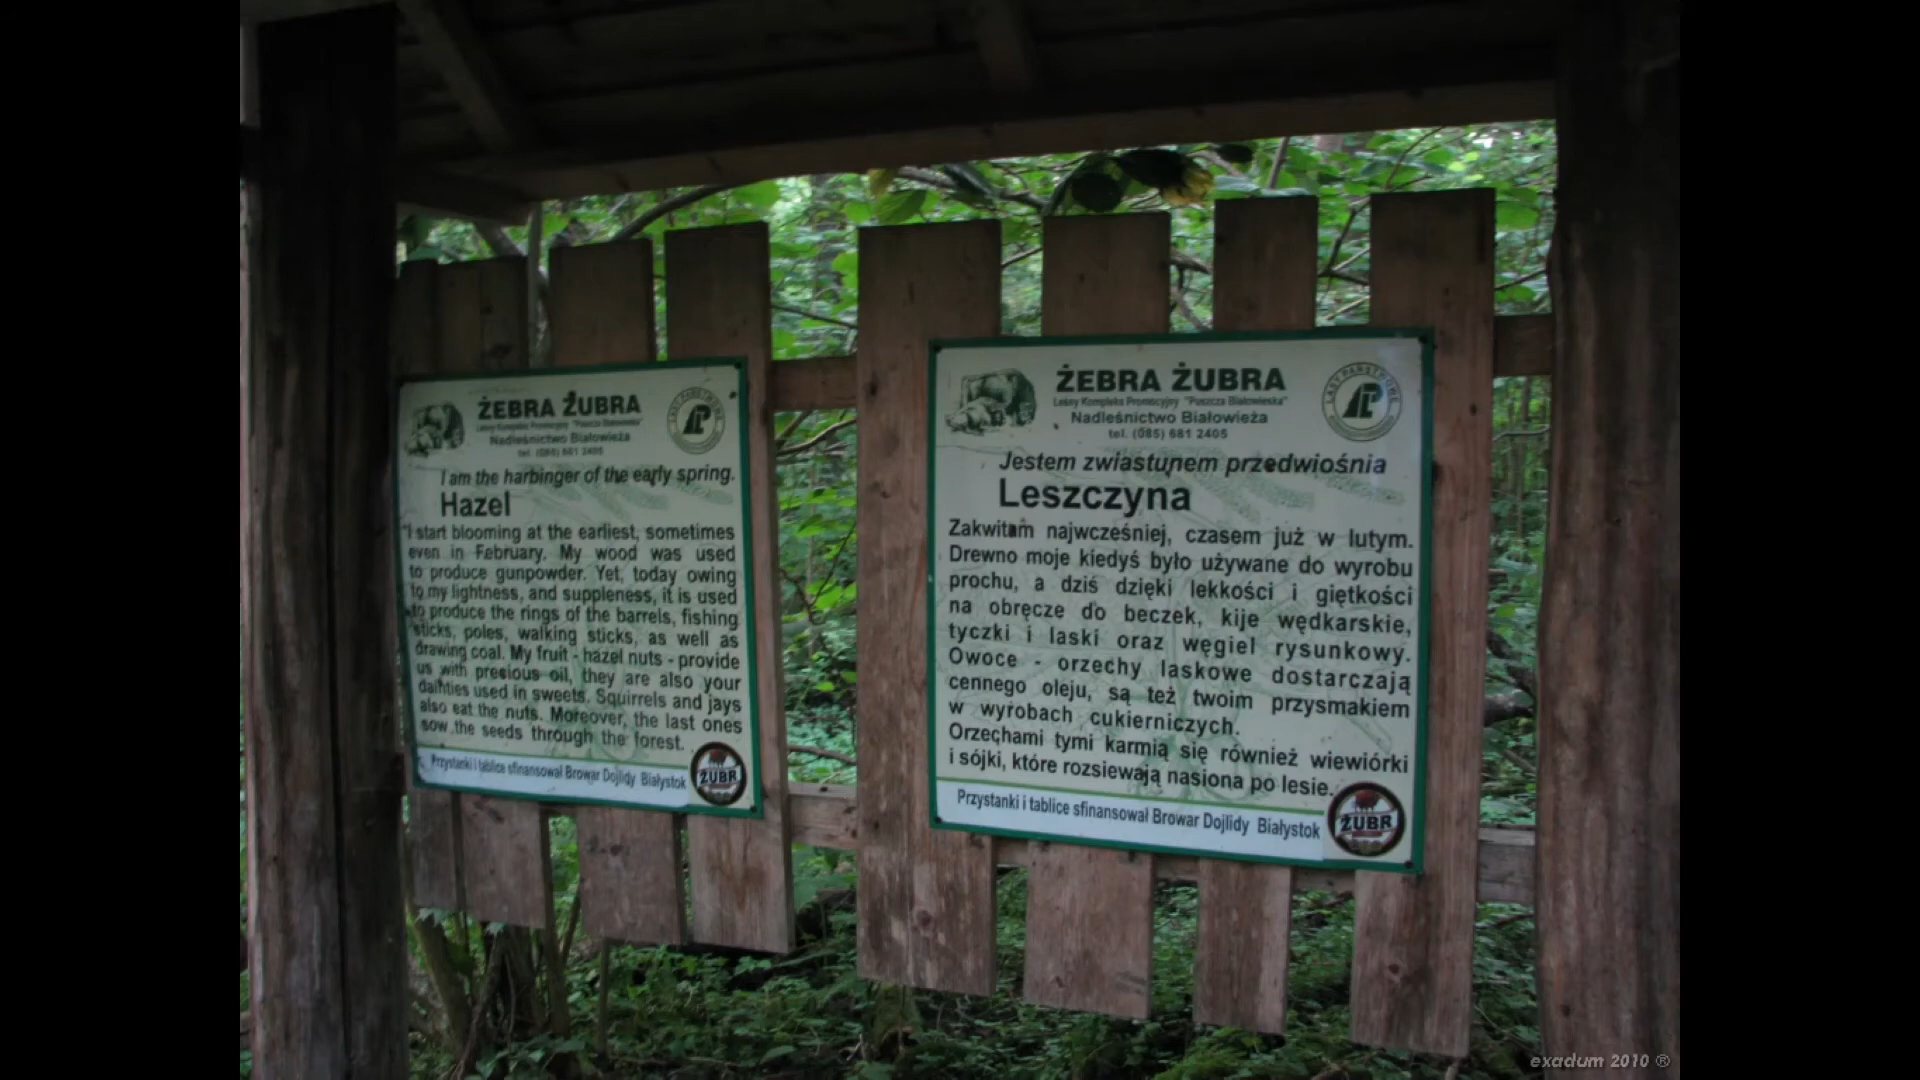 ŻEBRA ŻUBRA
Leśny Kompleks Promocyjny "Puszcza Białowieska"
Nadleśnictwo Białowieża
tel. (085) 681 2405
I am the harbinger of the early spring.
Hazel
I start blooming at the earliest, sometimes
even in February. My wood was used
to produce gunpowder. Yet, today owing
to my lightness, and suppleness, it is used
to produce the rings of the barrels, fishing
sticks, poles, walking sticks, as well as
drawing coal. My fruit - hazel nuts - provide
us with presious oil, they are also your
dainties used in sweets. Squirrels and jays
also eat the nuts. Moreover, the last ones
sow the seeds through the forest.
Przystanki i tablice sfinansował Browar Dojlidy Białystok
ŻUBR
ŻEBRA ŻUBRA
Leśny Kompleks Promocyjny "Puszcza Białowieska"
Nadleśnictwo Białowieża
tel. (085) 681 2405
LASY PAŃSTWOWE
Jestem zwiastunem przedwiośnia
Leszczyna
Zakwitam najwcześniej, czasem już w lutym.
Drewno moje kiedyś było używane do wyrobu
prochu, a dziś dzięki lekkości i giętkości
na obręcze do beczek, kije wędkarskie,
tyczki i laski oraz węgiel rysunkowy.
Owoce - orzechy laskowe dostarczają
cennego oleju, są też twoim przysmakiem
w wyrobach cukierniczych.
Orzechami tymi karmią się również wiewiórki
i sójki, które rozsiewają nasiona po lesie.
Przystanki i tablice sfinansował Browar Dojlidy Białystok
ŻUBR
exadum 2010 ®